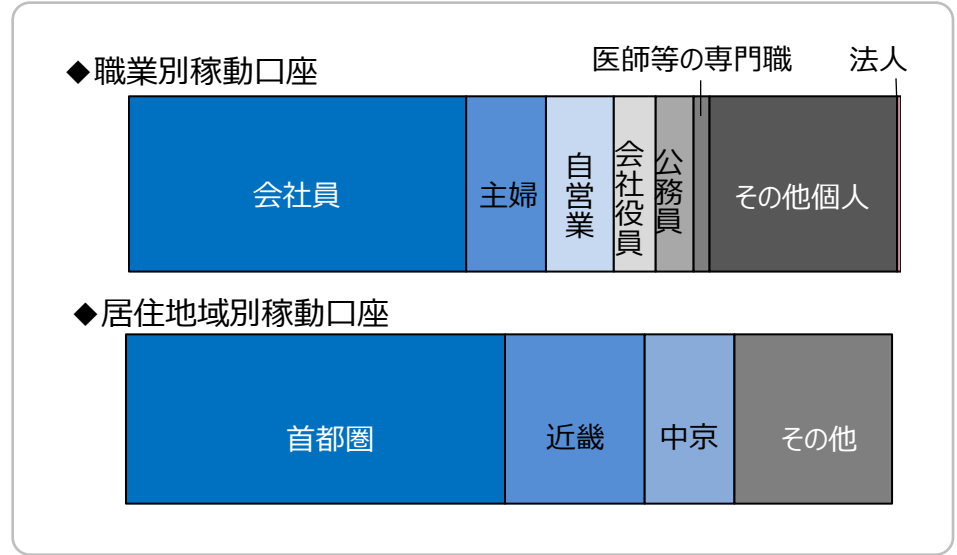 ◆職業別稼動口座
医師等の専門職
法人
会社員
主婦
自営業
会社役員
公務員
その他個人
◆居住地域別稼動口座
首都圏
近畿
中京
その他